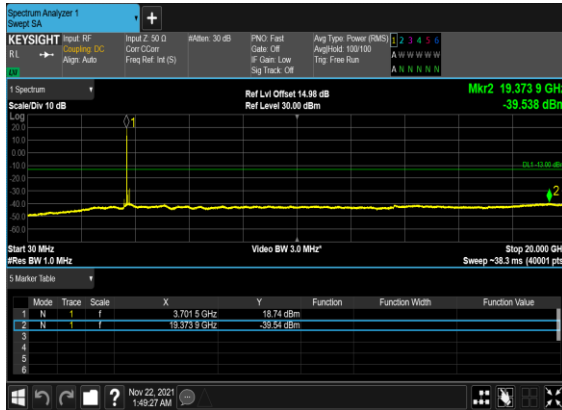 Spectrum Analyzer 1
Swept SA
+
KEYSIGHT
RL
Input: RF
Coupling: DC
Align: Auto
Input Z: 50 Ω
Corr CCorr
Freq Ref: Int (S)
#Atten: 30 dB
PNO: Fast
Gate: Off
IF Gain: Low
Sig Track: Off
Avg Type: Power (RMS)
Avg|Hold: 100/100
Trig: Free Run
1 2 3 4 5 6
A W W W W W
A N N N N N
1 Spectrum
Scale/Div 10 dB
Ref Lvl Offset 14.98 dB
Ref Level 30.00 dBm
Mkr2 19.373 9 GHz
-39.538 dBm
Log
20.0
10.0
0.00
-10.0
-20.0
-30.0
-40.0
-50.0
-60.0
1
DL1 -13.00 dBm
2
Start 30 MHz
#Res BW 1.0 MHz
Video BW 3.0 MHz*
Stop 20.000 GHz
Sweep ~38.3 ms (40001 pts)
5 Marker Table
Mode Trace Scale X Y Function Function Width Function Value
1 N 1 f 3.701 5 GHz 18.74 dBm
2 N 1 f 19.373 9 GHz -39.54 dBm
3
4
5
6
?
Nov 22, 2021
1:49:27 AM